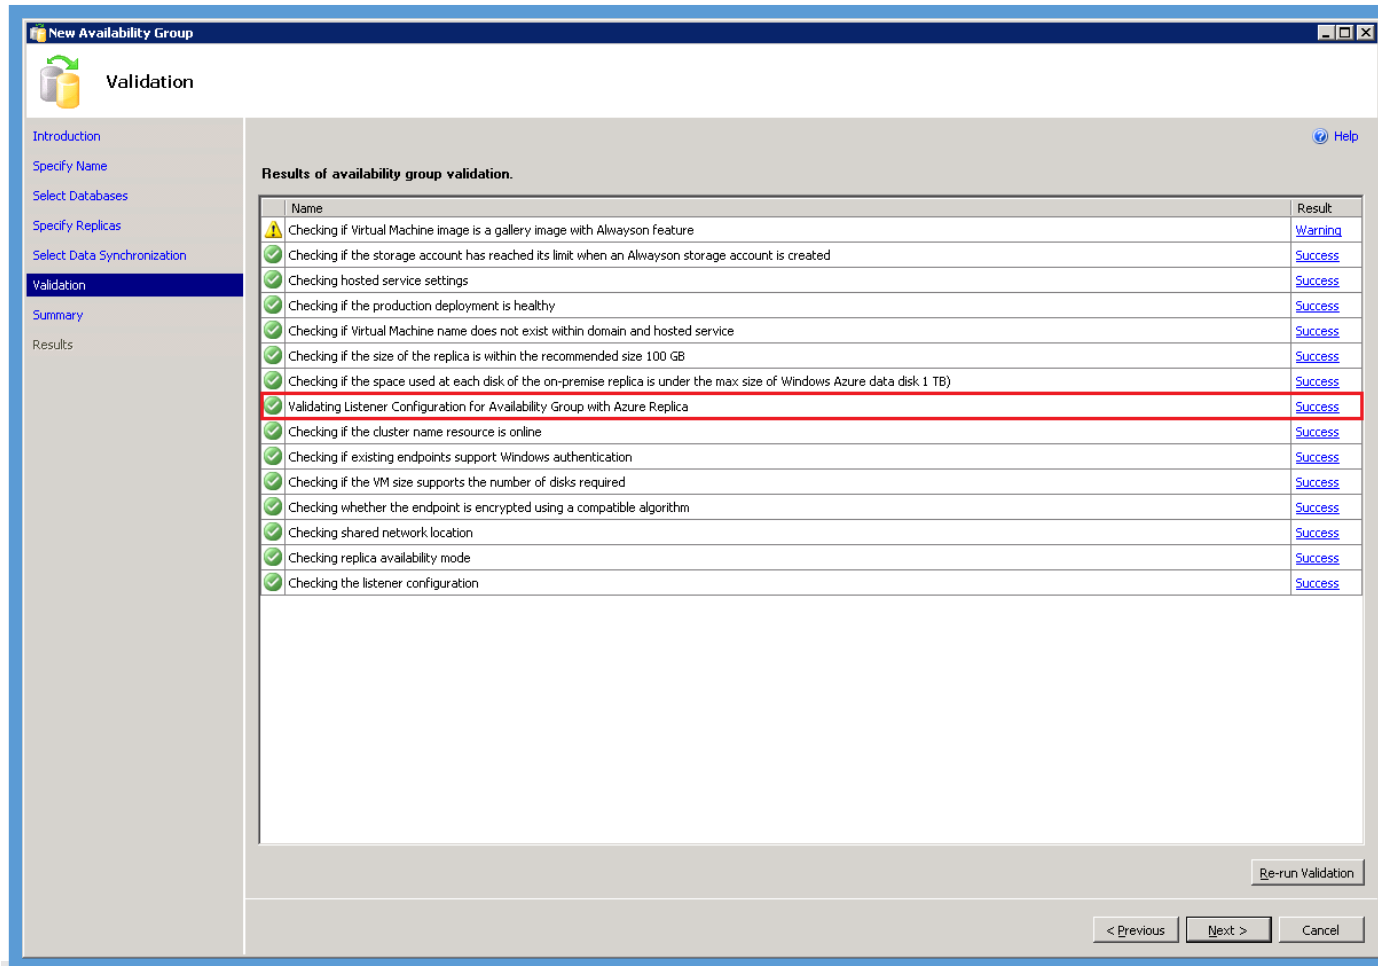 New Availability Group
Validation
Introduction
Specify Name
Select Databases
Specify Replicas
Select Data Synchronization
Validation
Summary
Results
Help
Results of availability group validation.
Name Result
Checking if Virtual Machine image is a gallery image with Alwayson feature Warning
Checking if the storage account has reached its limit when an Alwayson storage account is created Success
Checking hosted service settings Success
Checking if the production deployment is healthy Success
Checking if Virtual Machine name does not exist within domain and hosted service Success
Checking if the size of the replica is within the recommended size 100 GB Success
Checking if the space used at each disk of the on-premise replica is under the max size of Windows Azure data disk 1 TB) Success
Validating Listener Configuration for Availability Group with Azure Replica Success
Checking if the cluster name resource is online Success
Checking if existing endpoints support Windows authentication Success
Checking if the VM size supports the number of disks required Success
Checking whether the endpoint is encrypted using a compatible algorithm Success
Checking shared network location Success
Checking replica availability mode Success
Checking the listener configuration Success
Re-run Validation
< Previous Next > Cancel